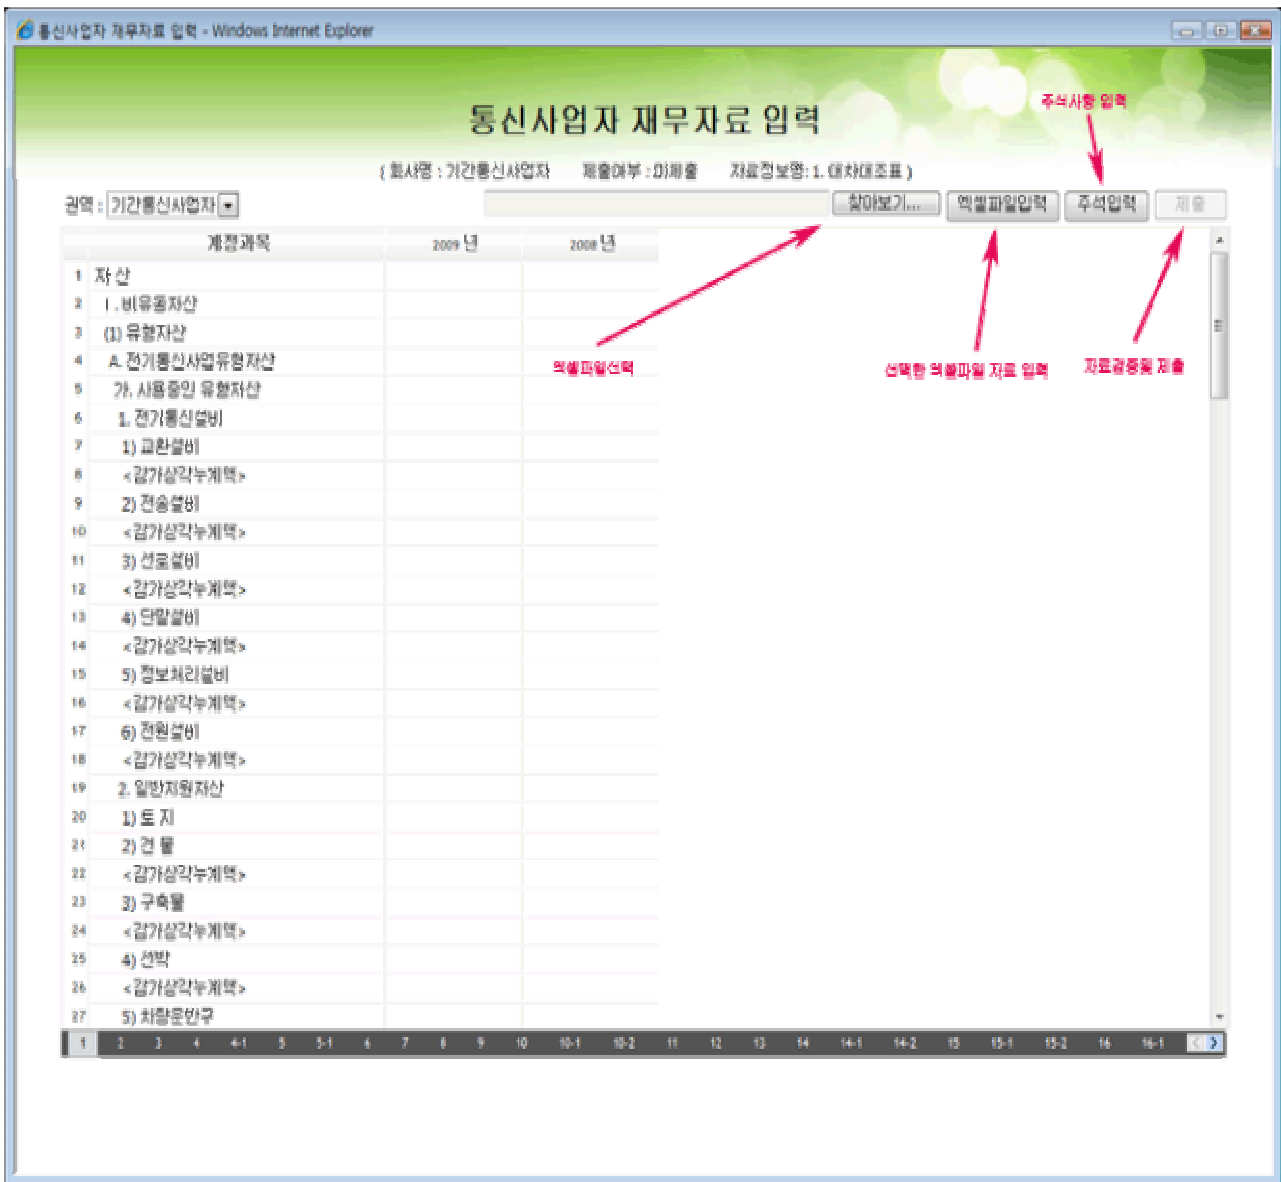 통신사업자 재무자료 입력 - Windows Internet Explorer
주석사항 입력
통신사업자 재무자료 입력
( 회사명 : 기간통신사업자 제출여부 : 미제출 자료정보명: 1. 대차대조표 )
권역 : 기간통신사업자 찾아보기... 엑셀파일입력 주석입력 제출
계정과목 2009 년 2008 년
1 자 산
2 Ⅰ. 비유동자산
3 (1) 유형자산
4 A. 전기통신사업유형자산
엑셀파일선택 선택한 엑셀파일 자료 입력 자료검증및 제출
5 가. 사용중인 유형자산
6 1. 전기통신설비
7 1) 교환설비
8 <감가상각누계액>
9 2) 전송설비
10 <감가상각누계액>
11 3) 선로설비
12 <감가상각누계액>
13 4) 단말설비
14 <감가상각누계액>
15 5) 정보처리설비
16 <감가상각누계액>
17 6) 전원설비
18 <감가상각누계액>
19 2. 일반지원자산
20 1) 토 지
21 2) 건 물
22 <감가상각누계액>
23 3) 구축물
24 <감가상각누계액>
25 4) 선박
26 <감가상각누계액>
27 5) 차량운반구
1 2 3 4 4-1 5 5-1 6 7 8 9 10 10-1 10-2 11 12 13 14 14-1 14-2 15 15-1 15-2 16 16-1